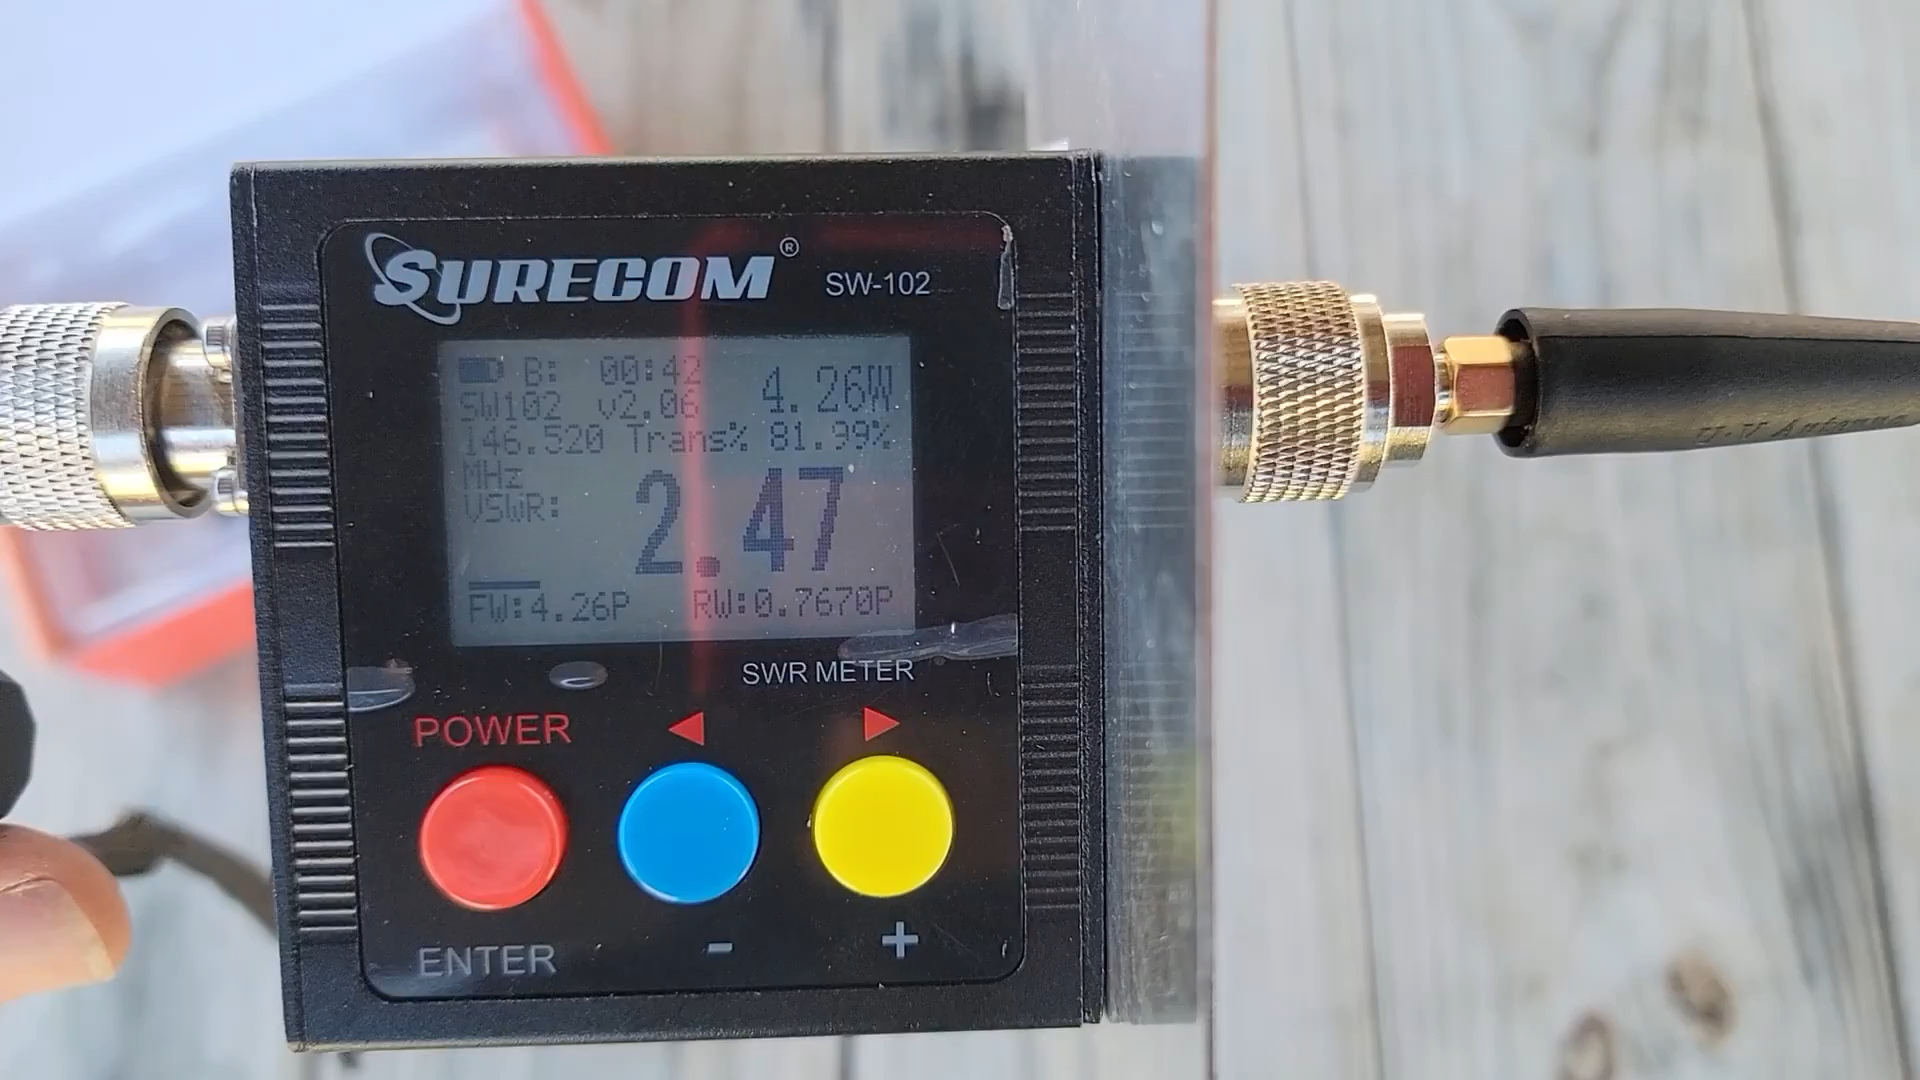 SURECOM®
SW-102
B: 00:42 4.26W
SW102 v2.06
146.520 Trans% 81.99%
MHz
VSWR: 2.47
FW:4.26P RW:0.7670P
SWR METER
POWER
ENTER - +
U.V Antenna